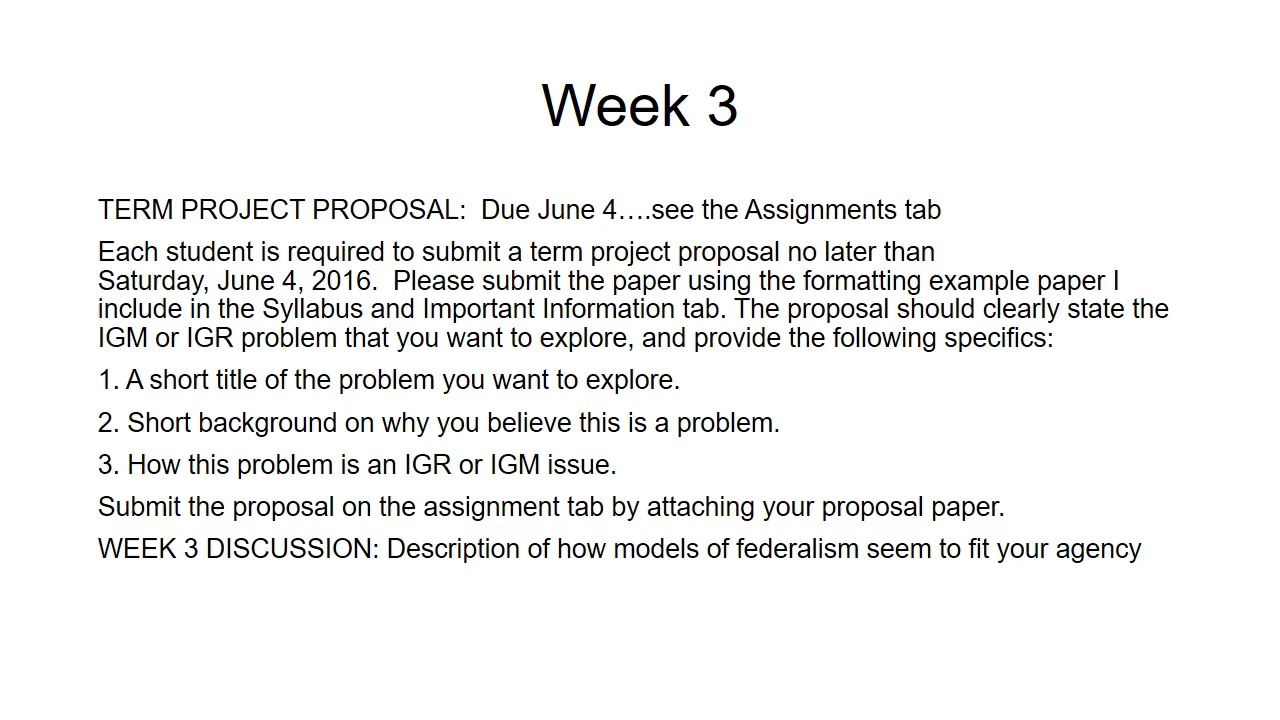 Week 3
TERM PROJECT PROPOSAL:  Due June 4….see the Assignments tab
Each student is required to submit a term project proposal no later than
Saturday, June 4, 2016.  Please submit the paper using the formatting example paper I
include in the Syllabus and Important Information tab. The proposal should clearly state the
IGM or IGR problem that you want to explore, and provide the following specifics:
1. A short title of the problem you want to explore.
2. Short background on why you believe this is a problem.
3. How this problem is an IGR or IGM issue.
Submit the proposal on the assignment tab by attaching your proposal paper.
WEEK 3 DISCUSSION: Description of how models of federalism seem to fit your agency